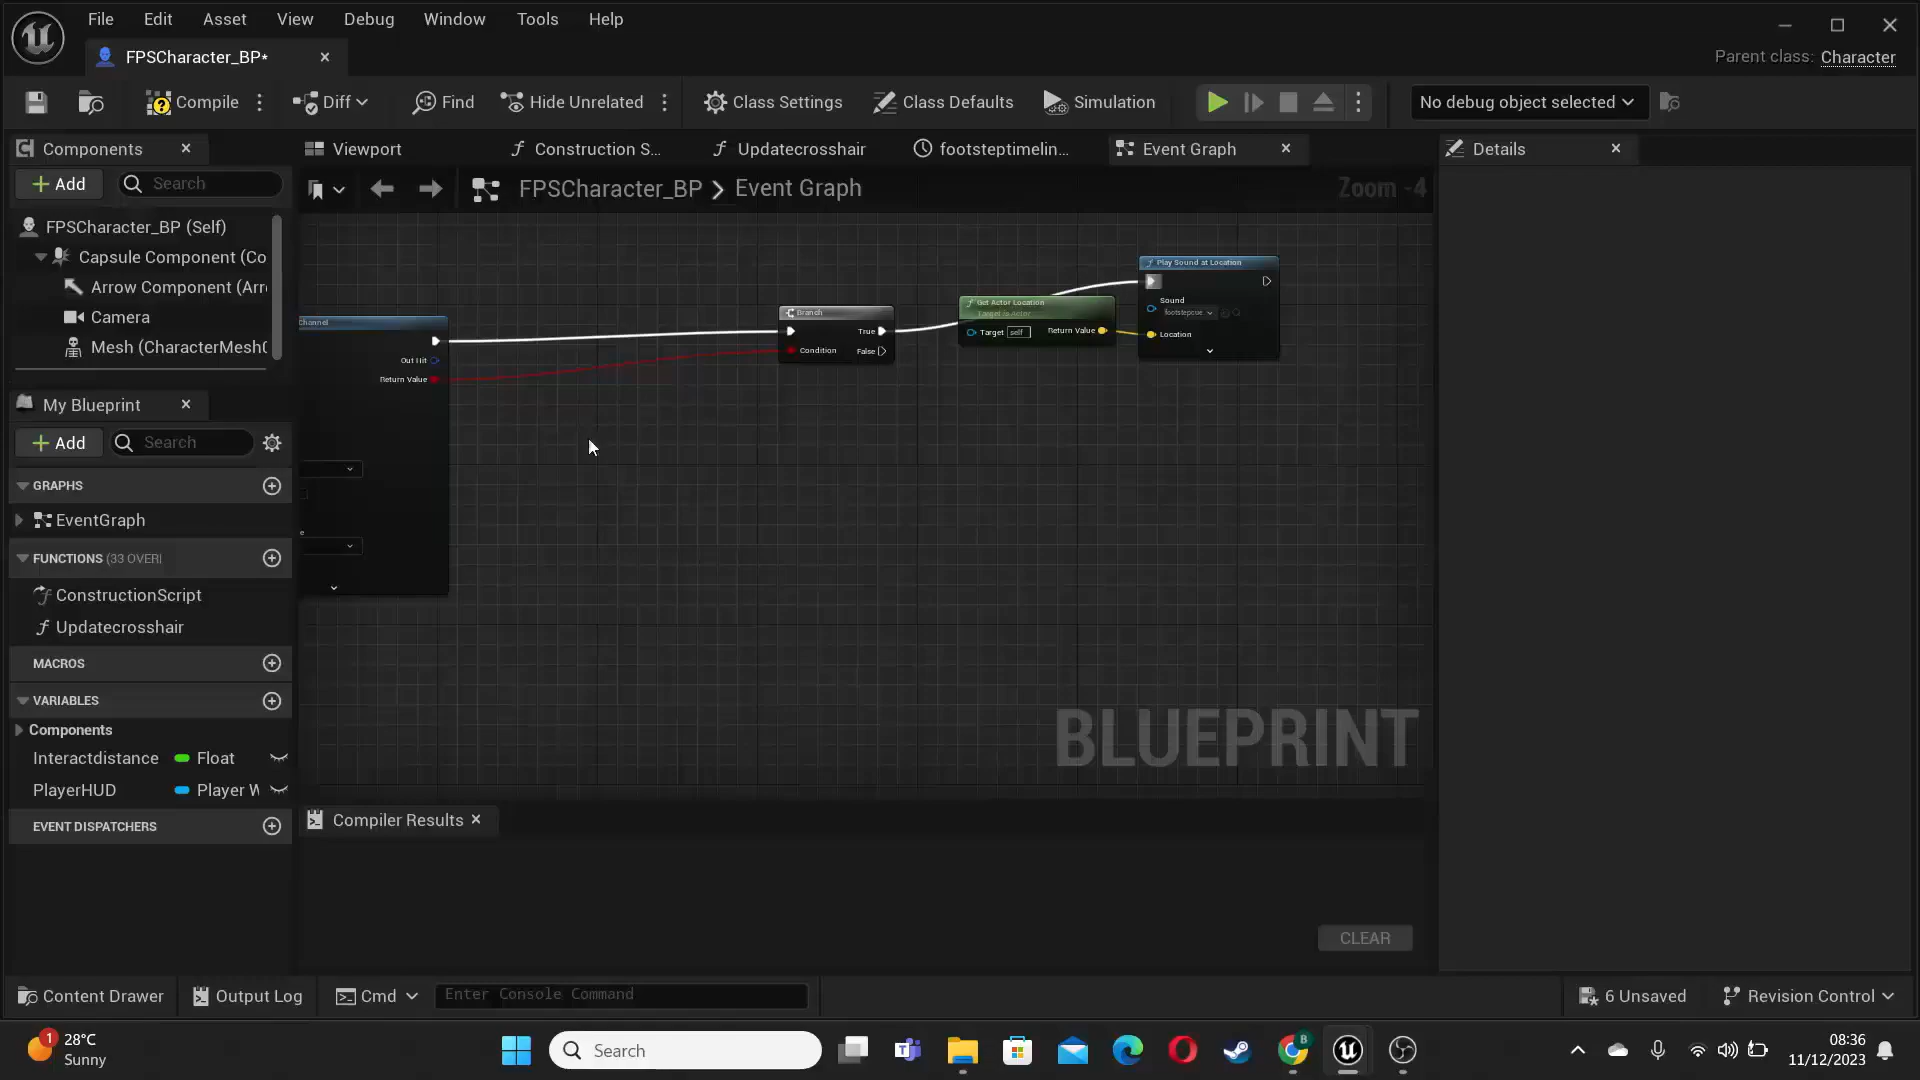 File Edit Asset View Debug Window Tools Help
FPSCharacter_BP*
Parent class: Character
Compile Diff Find Hide Unrelated Class Settings Class Defaults Simulation No debug object selected
Components Viewport Construction S... Updatecrosshair footsteptimelin... Event Graph Details
Add Search
FPSCharacter_BP > Event Graph Zoom -4
FPSCharacter_BP (Self)
Capsule Component (Co
Arrow Component (Arr
Camera
Mesh (CharacterMesh
Channel
Out Hit
Return Value
Branch
True
Condition False
Get Actor Location
Target is Actor
Target self Return Value
Play Sound at Location
Sound
footstepcue
Location
My Blueprint
Add Search
GRAPHS
EventGraph
FUNCTIONS (33 OVERI
ConstructionScript
Updatecrosshair
MACROS
VARIABLES
Components
Interactdistance Float
PlayerHUD Player W
EVENT DISPATCHERS
BLUEPRINT
Compiler Results
CLEAR
Content Drawer Output Log Cmd Enter Console Command 6 Unsaved Revision Control
1
28°C
Sunny
Search
B
08:36
11/12/2023